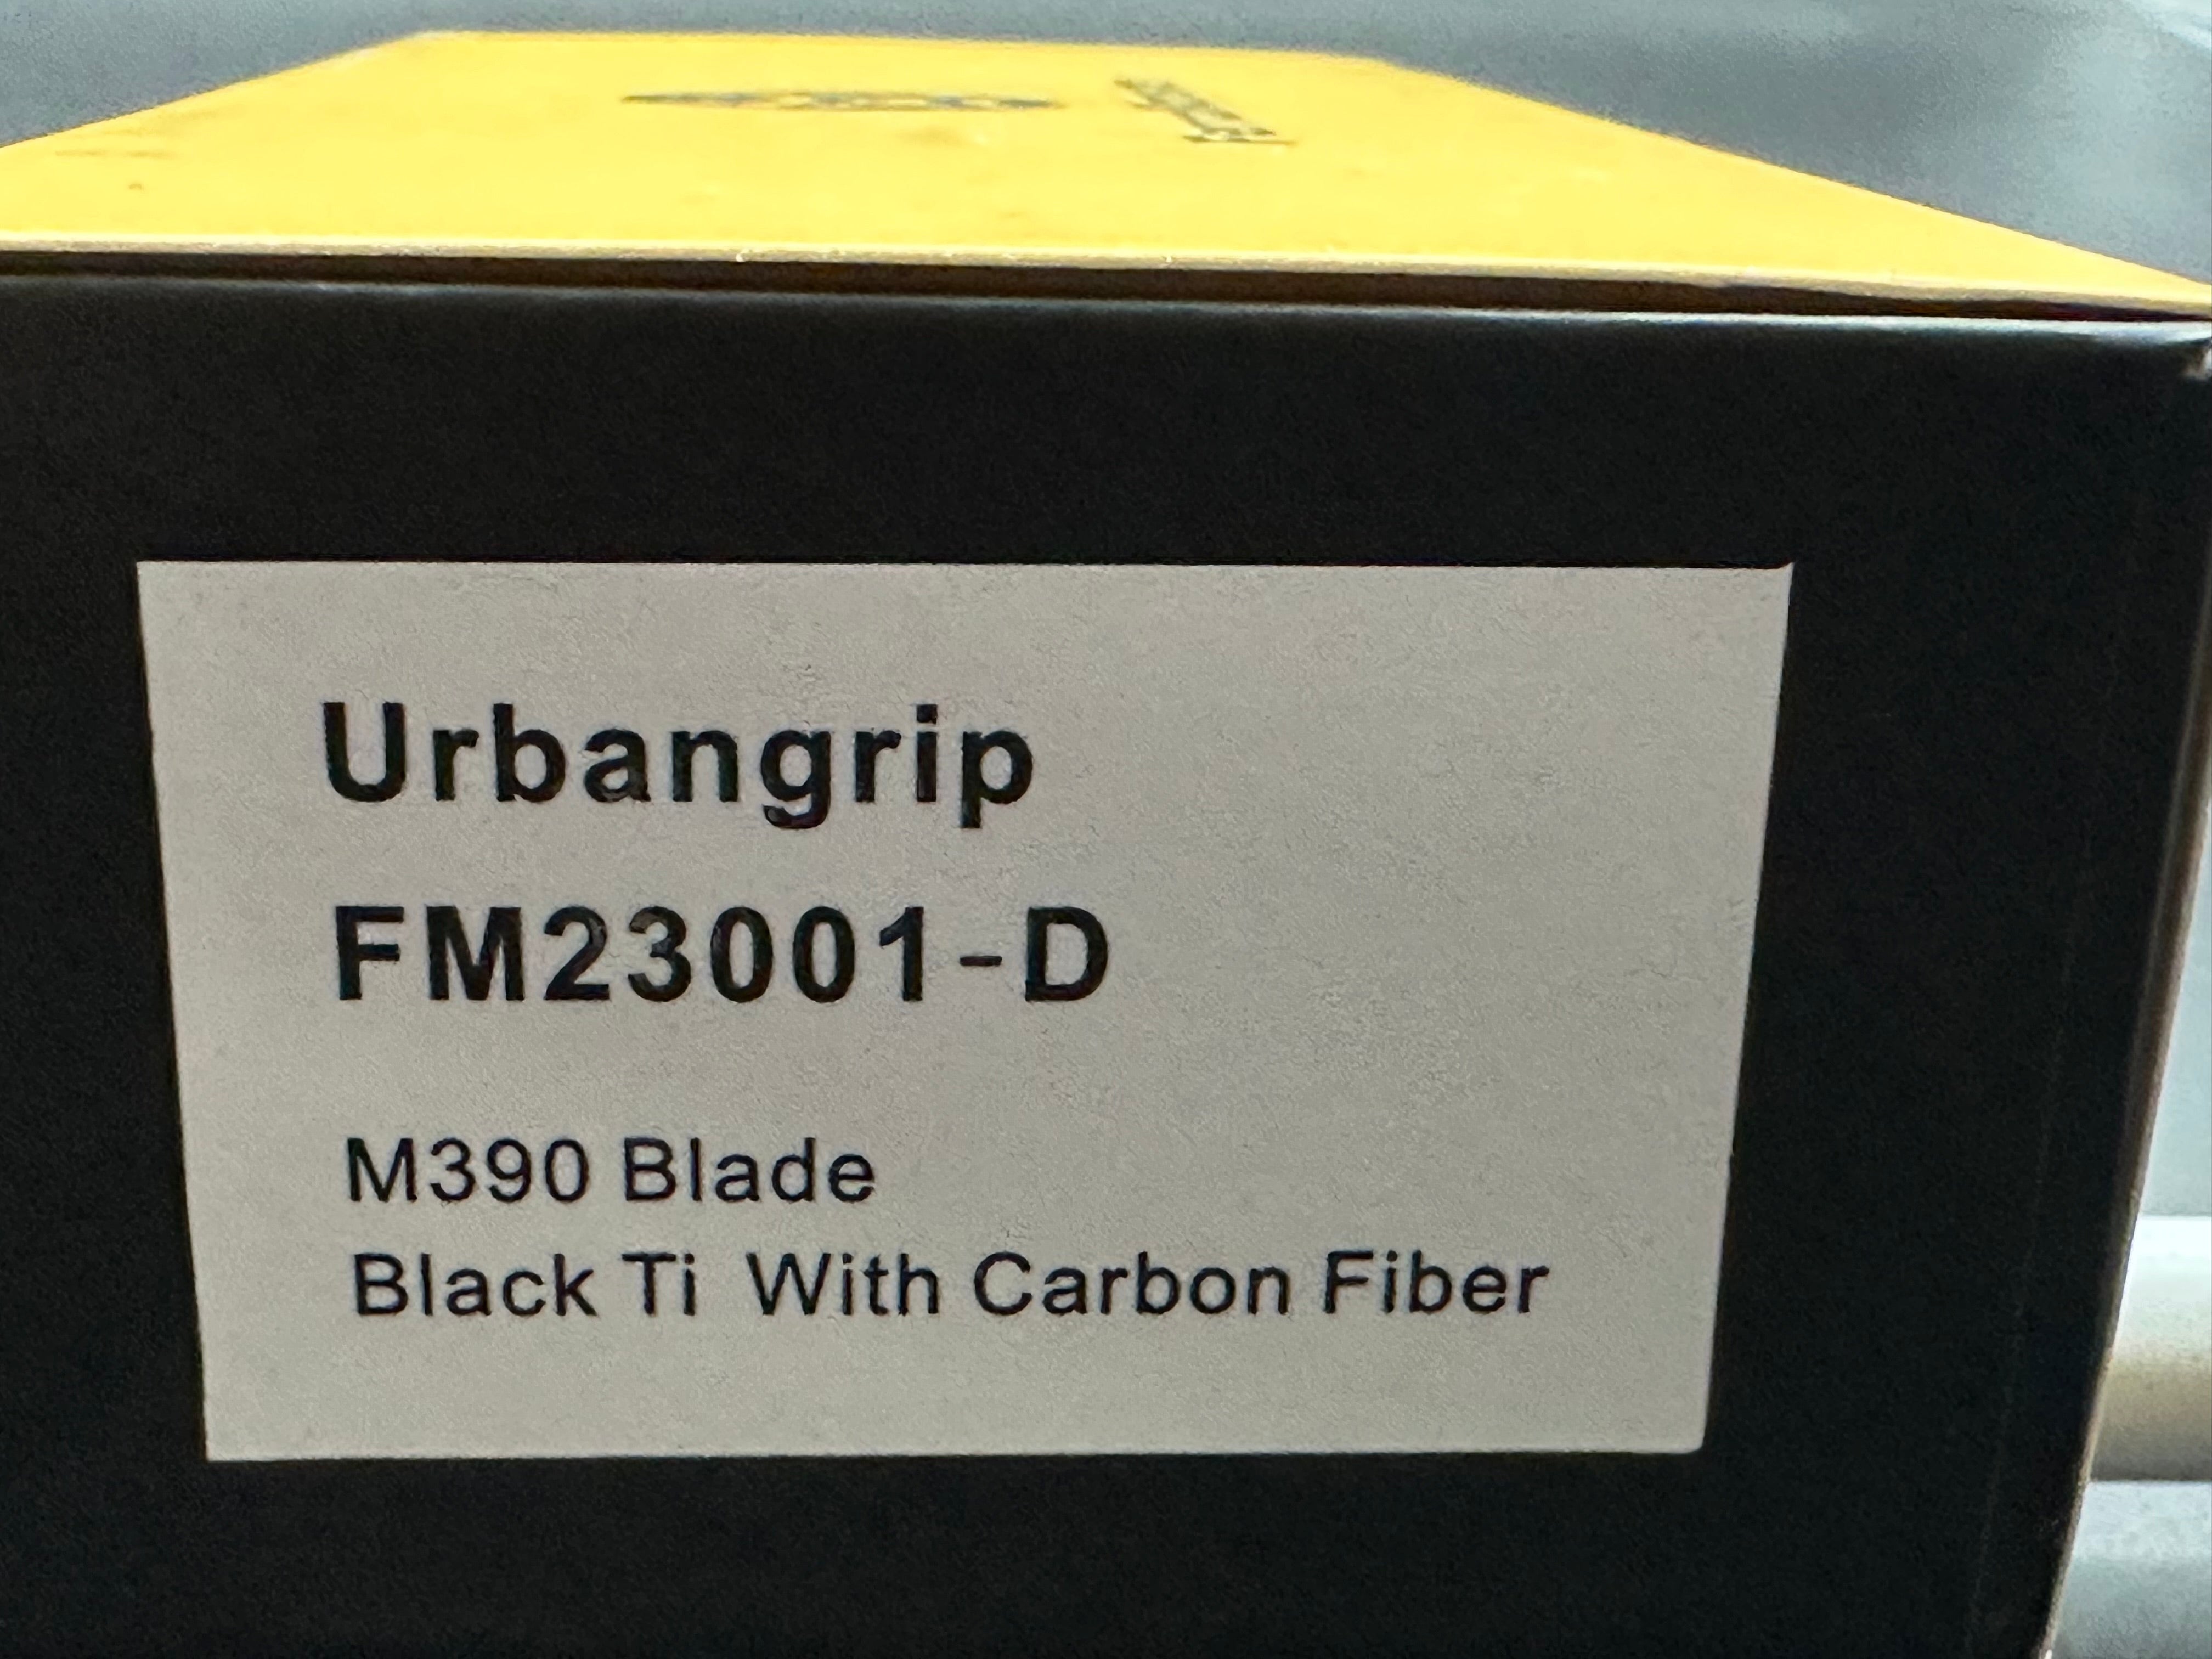 Urbangrip
FM23001-D
M390 Blade
Black Ti With Carbon Fiber